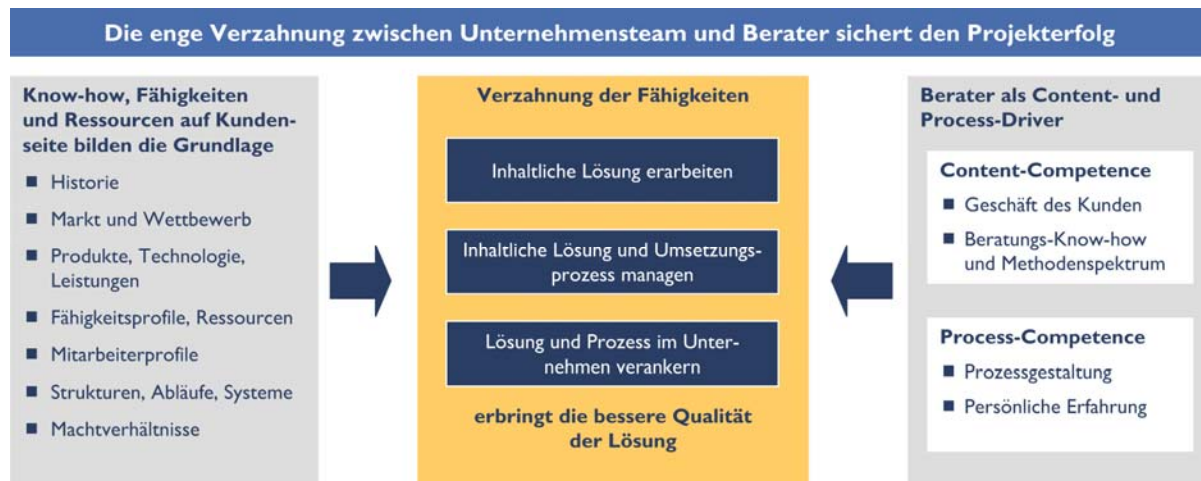 Die enge Verzahnung zwischen Unternehmensteam und Berater sichert den Projekterfolg
Know-how, Fähigkeiten
und Ressourcen auf Kunden-
seite bilden die Grundlage
Historie
Markt und Wettbewerb
Produkte, Technologie,
Leistungen
Fähigkeitsprofile, Ressourcen
Mitarbeiterprofile
Strukturen, Abläufe, Systeme
Machtverhältnisse
Verzahnung der Fähigkeiten
Inhaltliche Lösung erarbeiten
Inhaltliche Lösung und Umsetzungs-
prozess managen
Lösung und Prozess im Unter-
nehmen verankern
erbringt die bessere Qualität
der Lösung
Berater als Content- und
Process-Driver
Content-Competence
Geschäft des Kunden
Beratungs-Know-how
und Methodenspektrum
Process-Competence
Prozessgestaltung
Persönliche Erfahrung